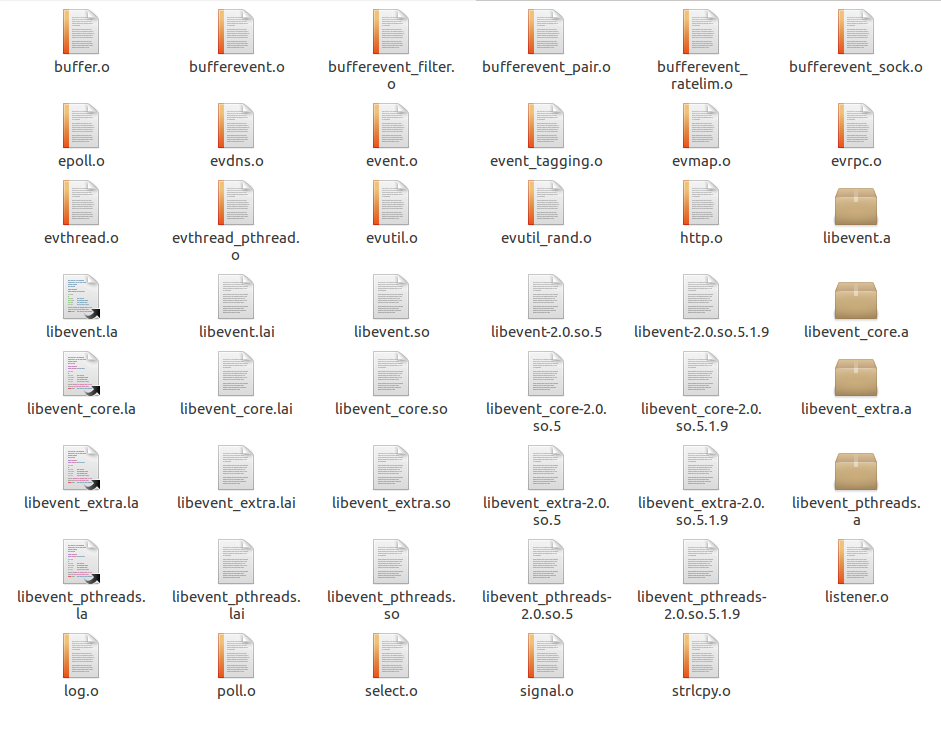 buffer.o
bufferevent.o
bufferevent_filter.
o
bufferevent_pair.o
bufferevent_
ratelim.o
bufferevent_sock.o
epoll.o
evdns.o
event.o
event_tagging.o
evmap.o
evrpc.o
evthread.o
evthread_pthread.
o
evutil.o
evutil_rand.o
http.o
libevent.a
libevent.la
libevent.lai
libevent.so
libevent-2.0.so.5
libevent-2.0.so.5.1.9
libevent_core.a
libevent_core.la
libevent_core.lai
libevent_core.so
libevent_core-2.0.
so.5
libevent_core-2.0.
so.5.1.9
libevent_extra.a
libevent_extra.la
libevent_extra.lai
libevent_extra.so
libevent_extra-2.0.
so.5
libevent_extra-2.0.
so.5.1.9
libevent_pthreads.
a
libevent_pthreads.
la
libevent_pthreads.
lai
libevent_pthreads.
so
libevent_pthreads-
2.0.so.5
libevent_pthreads-
2.0.so.5.1.9
listener.o
log.o
poll.o
select.o
signal.o
strlcpy.o